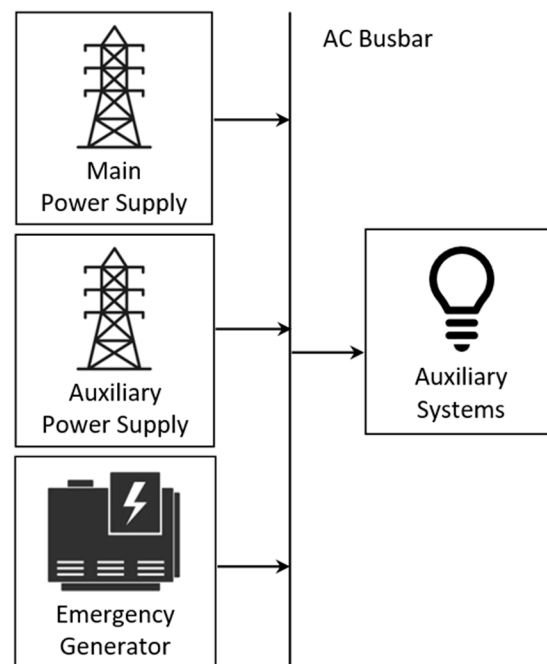 AC Busbar
Main
Power Supply
Auxiliary
Power Supply
Auxiliary
Systems
Emergency
Generator